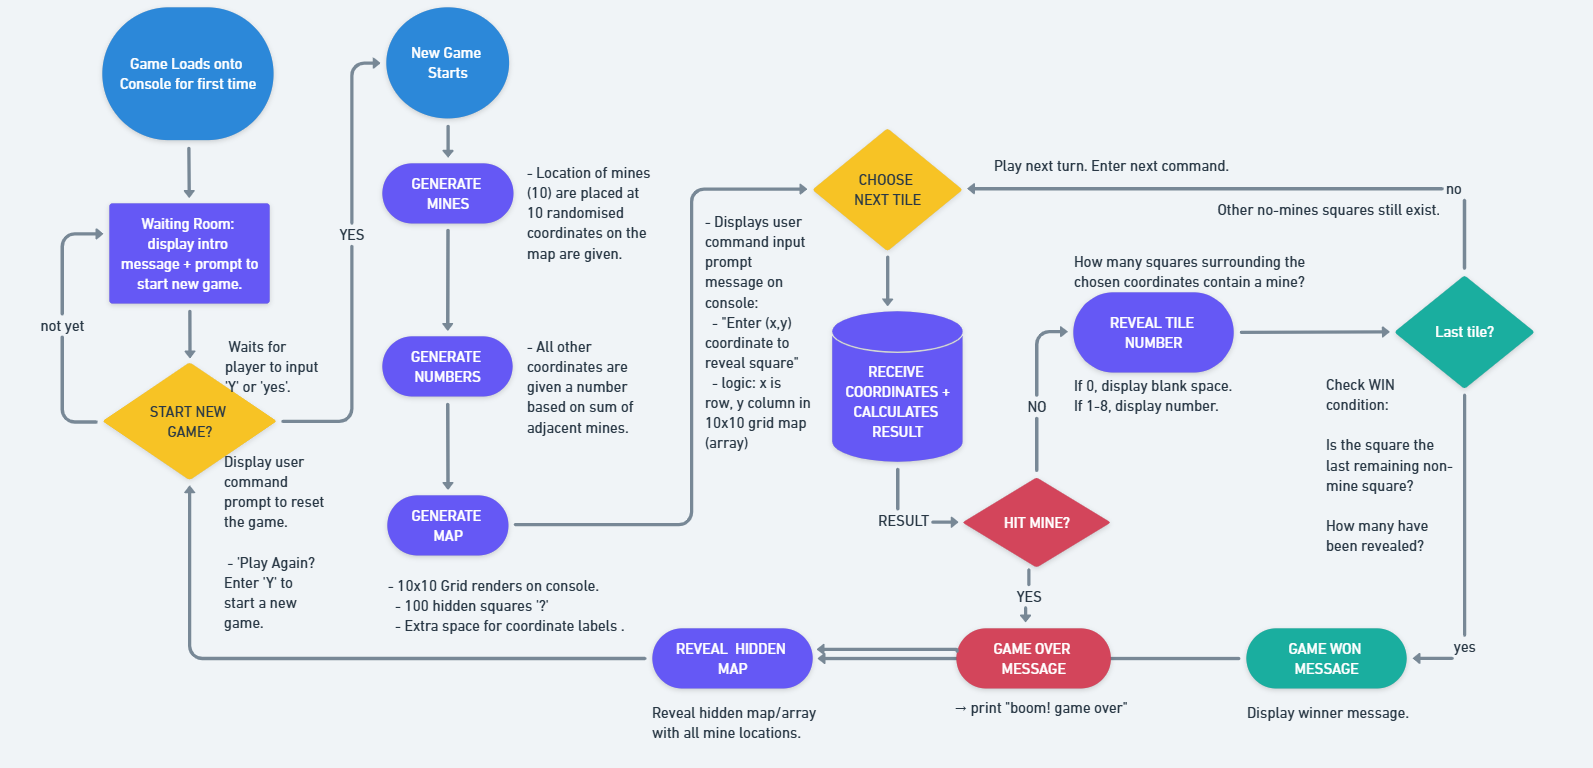 Game Loads onto
Console for first time
Waiting Room:
display intro
message + prompt to
start new game.
not yet
Waits for
player to input
'Y' or 'yes'.
START NEW
GAME?
Display user
command
prompt to reset
the game.
- 'Play Again?
Enter 'Y' to
start a new
game.
YES
New Game
Starts
GENERATE
MINES
- Location of mines
(10) are placed at
10 randomised
coordinates on the
map are given.
GENERATE
NUMBERS
- All other
coordinates are
given a number
based on sum of
adjacent mines.
GENERATE
MAP
- 10x10 Grid renders on console.
- 100 hidden squares '?'
- Extra space for coordinate labels .
- Displays user
command input
prompt
message on
console:
- "Enter (x,y)
coordinate to
reveal square"
- logic: x is
row, y column in
10x10 grid map
(array)
CHOOSE
NEXT TILE
RECEIVE
COORDINATES +
CALCULATES
RESULT
RESULT
HIT MINE?
NO
YES
Play next turn. Enter next command.
no
Other no-mines squares still exist.
How many squares surrounding the
chosen coordinates contain a mine?
REVEAL TILE
NUMBER
If 0, display blank space.
If 1-8, display number.
Last tile?
Check WIN
condition:
Is the square the
last remaining non-
mine square?
How many have
been revealed?
yes
GAME WON
MESSAGE
Display winner message.
GAME OVER
MESSAGE
→ print "boom! game over"
REVEAL HIDDEN
MAP
Reveal hidden map/array
with all mine locations.